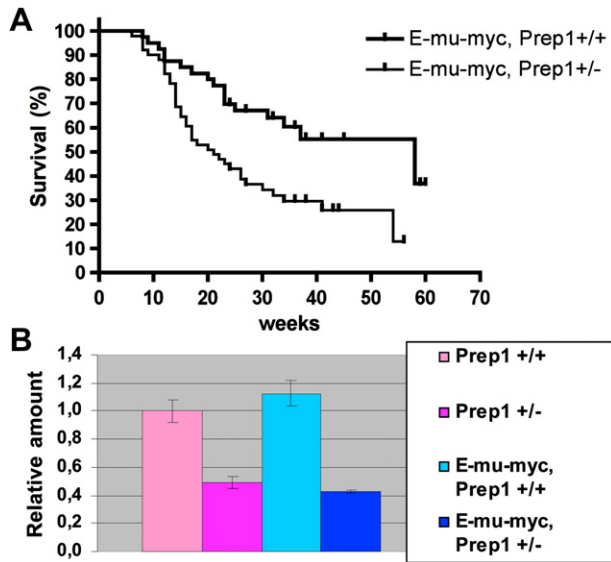 A
E-mu-myc, Prep1+/+
E-mu-myc, Prep1+/-
Survival (%)
100
90
80
70
60
50
40
30
20
10
0
0 10 20 30 40 50 60 70
weeks
B
Relative amount
1,4
1,2
1,0
0,8
0,6
0,4
0,2
0,0
Prep1 +/+
Prep1 +/-
E-mu-myc,
Prep1 +/+
E-mu-myc,
Prep1 +/-